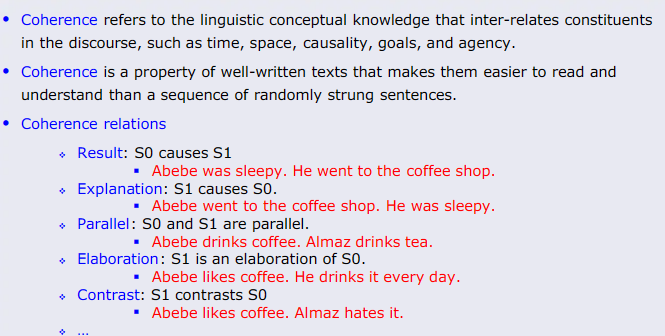 • Coherence refers to the linguistic conceptual knowledge that inter-relates constituents
in the discourse, such as time, space, causality, goals, and agency.
• Coherence is a property of well-written texts that makes them easier to read and
understand than a sequence of randomly strung sentences.
• Coherence relations
❖ Result: S0 causes S1
▪ Abebe was sleepy. He went to the coffee shop.
❖ Explanation: S1 causes S0.
▪ Abebe went to the coffee shop. He was sleepy.
❖ Parallel: S0 and S1 are parallel.
▪ Abebe drinks coffee. Almaz drinks tea.
❖ Elaboration: S1 is an elaboration of S0.
▪ Abebe likes coffee. He drinks it every day.
❖ Contrast: S1 contrasts S0
▪ Abebe likes coffee. Almaz hates it.
❖ ...